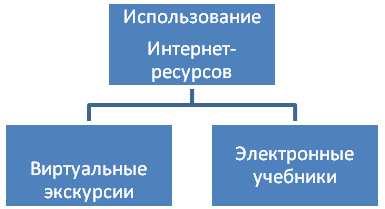 Использование
Интернет-
ресурсов
Виртуальные
экскурсии
Электронные
учебники